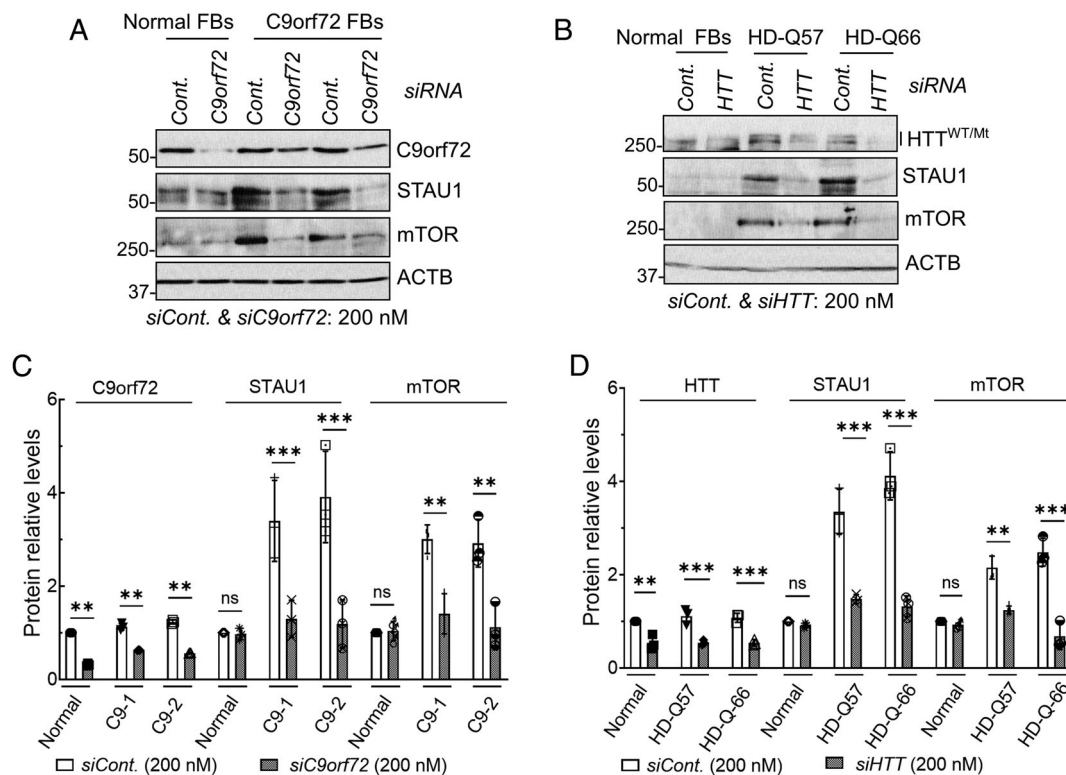 A
Normal FBs C9orf72 FBs
Cont. C9orf72 Cont. C9orf72 Cont. C9orf72 siRNA
50 C9orf72
50 STAU1
250 mTOR
37 ACTB
siCont. & siC9orf72: 200 nM
B
Normal FBs HD-Q57 HD-Q66
Cont. HTT Cont. HTT Cont. HTT siRNA
250 HTT^WT/Mt
50 STAU1
250 mTOR
37 ACTB
siCont. & siHTT: 200 nM
C
C9orf72 STAU1 mTOR
Protein relative levels
6
4
2
0
** ** ** ns *** *** ns ** **
Normal C9-1 C9-2 Normal C9-1 C9-2 Normal C9-1 C9-2
siCont. (200 nM) siC9orf72 (200 nM)
D
HTT STAU1 mTOR
Protein relative levels
6
4
2
0
** *** *** ns *** *** ns ** ***
Normal HD-Q57 HD-Q-66 Normal HD-Q57 HD-Q-66 Normal HD-Q57 HD-Q-66
siCont. (200 nM) siHTT (200 nM)